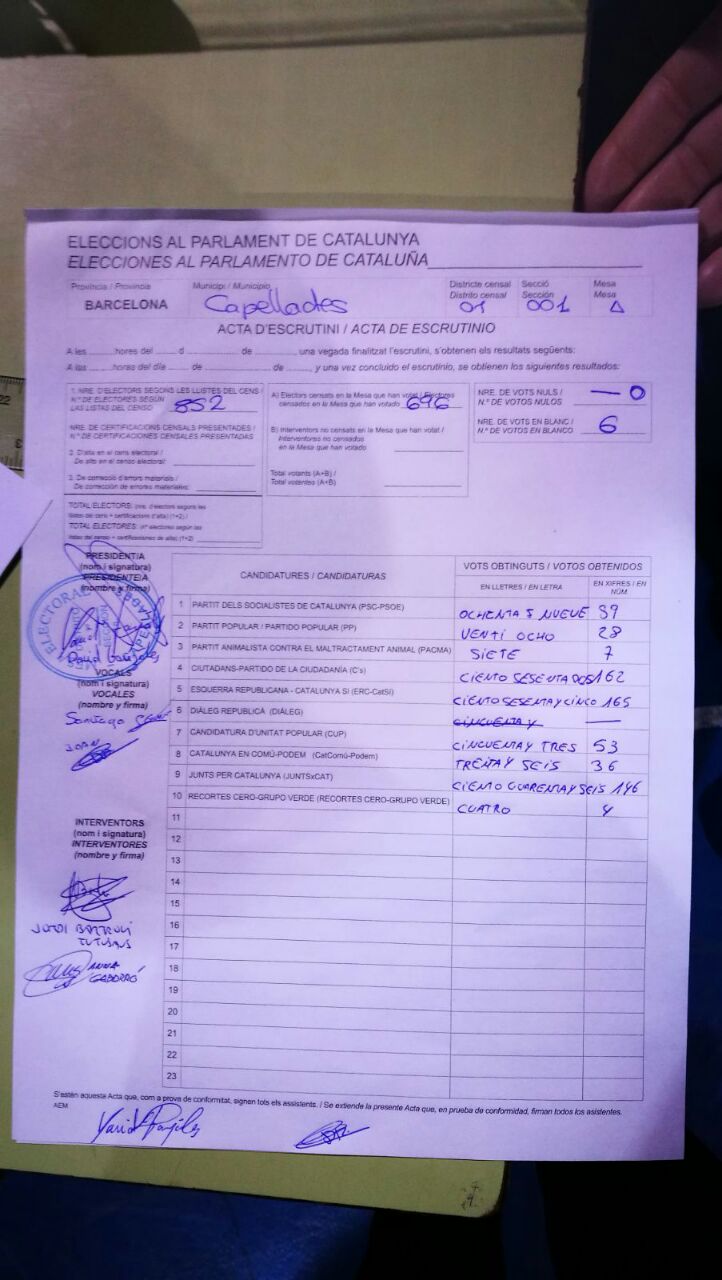 ELECCIONS AL PARLAMENT DE CATALUNYA
ELECCIONES AL PARLAMENTO DE CATALUÑA
Província / Provincia Municipi / Municipio Districte censal Secció Mesa
Distrito censal Sección Mesa
BARCELONA Capellades 01 001 A
ACTA D'ESCRUTINI / ACTA DE ESCRUTINIO
A les ........ hores del ........ d ................ de ............, una vegada finalitzat l'escrutini, s'obtenen els resultats següents:
A las ........ horas del día ........ de ................ de ............, y una vez concluido el escrutinio, se obtienen los siguientes resultados:
1. NRE. D'ELECTORS SEGONS LES LLISTES DEL CENS /
N.º DE ELECTORES SEGÚN
LAS LISTAS DEL CENSO 852
NRE. DE CERTIFICACIONS CENSALS PRESENTADES /
N.º DE CERTIFICACIONES CENSALES PRESENTADAS
2. D'alta en el cens electoral /
De alta en el censo electoral:
3. De correcció d'errors materials /
De corrección de errores materiales:
TOTAL ELECTORS: (nre. d'electors segons les
llistes del cens + certificacions d'alta) (1+2) /
TOTAL ELECTORES: (nº electores según las
listas del censo + certificaciones de alta) (1+2)
A) Electors censats en la Mesa que han votat / Electores
censados en la Mesa que han votado 696
B) Interventors no censats en la Mesa que han votat /
Interventores no censados
en la Mesa que han votado
Total votants (A+B) /
Total votantes (A+B)
NRE. DE VOTS NULS /
N.º DE VOTOS NULOS — 0
NRE. DE VOTS EN BLANC /
N.º DE VOTOS EN BLANCO 6
PRESIDENT/A
(nom i signatura)
PRESIDENTE/A
(nombre y firma)
ELECTORAL
VOCALS
(nom i signatura)
VOCALES
(nombre y firma)
Santiago
JOAN
INTERVENTORS
(nom i signatura)
INTERVENTORES
(nombre y firma)
JORDI BARTROLÍ
TUTUSAUS
ANNA
CANDIDATURES / CANDIDATURAS VOTS OBTINGUTS / VOTOS OBTENIDOS
EN LLETRES / EN LETRA EN XIFRES / EN NÚM
1 PARTIT DELS SOCIALISTES DE CATALUNYA (PSC-PSOE) OCHENTA Y NUEVE 89
2 PARTIT POPULAR / PARTIDO POPULAR (PP) VENTI OCHO 28
3 PARTIT ANIMALISTA CONTRA EL MALTRACTAMENT ANIMAL (PACMA) SIETE 7
4 CIUTADANS-PARTIDO DE LA CIUDADANÍA (C's) CIENTO SESENTA DOS 162
5 ESQUERRA REPUBLICANA - CATALUNYA SÍ (ERC-CatSí) CIENTO SESENTA Y CINCO 165
6 DIÀLEG REPUBLICÀ (DIÀLEG) CINCUENTA Y —
7 CANDIDATURA D'UNITAT POPULAR (CUP) CINCUENTA Y TRES 53
8 CATALUNYA EN COMÚ-PODEM (CatComú-Podem) TREITA Y SEIS 36
9 JUNTS PER CATALUNYA (JUNTSxCAT) CIENTO CUARENTA Y SEIS 146
10 RECORTES CERO-GRUPO VERDE (RECORTES CERO-GRUPO VERDE) CUATRO 4
11
12
13
14
15
16
17
18
19
20
21
22
23
S'estén aquesta Acta que, com a prova de conformitat, signen tots els assistents. / Se extiende la presente Acta que, en prueba de conformidad, firman todos los asistentes.
AEM